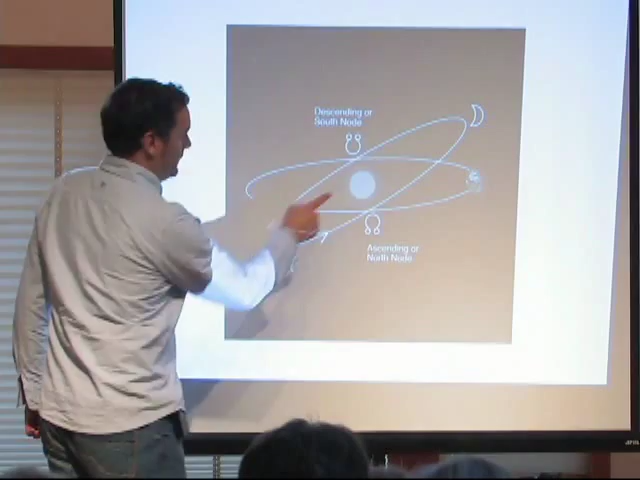 Descending or
South Node
Ascending or
North Node